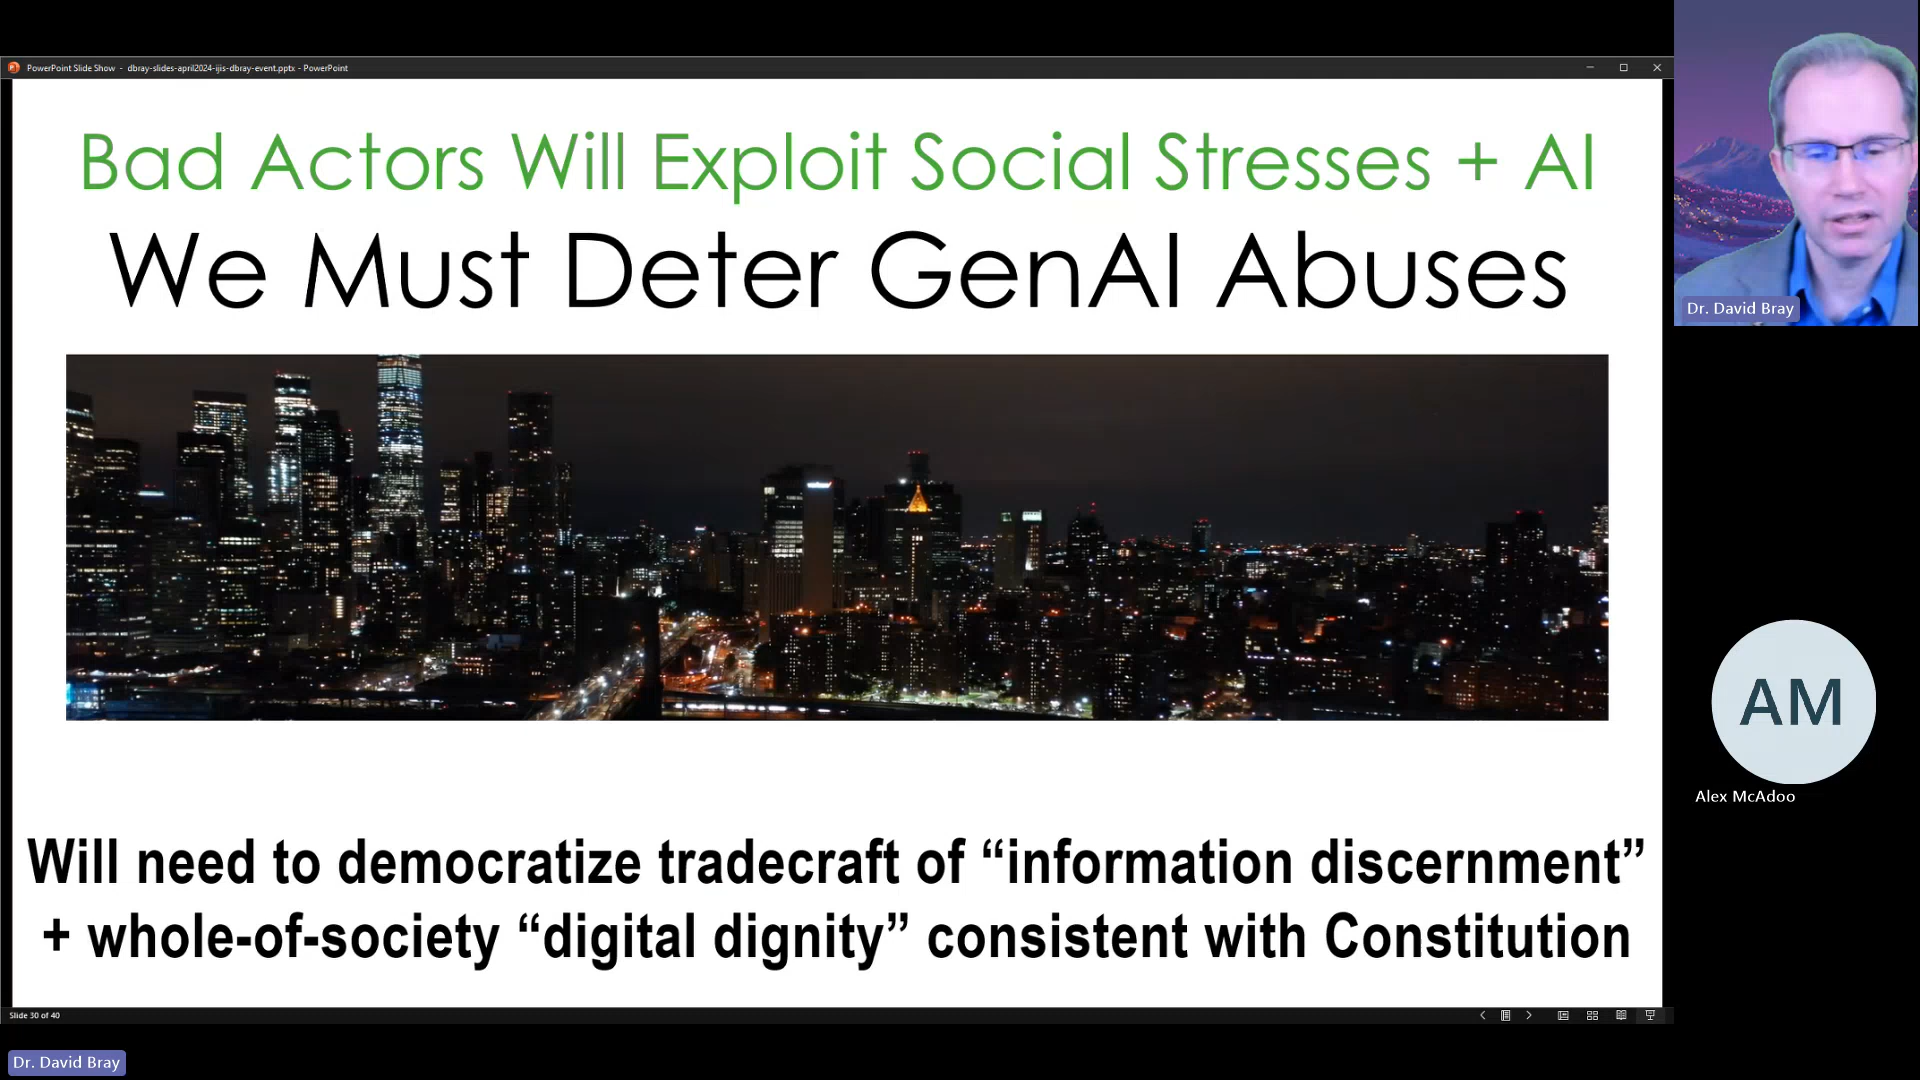 PowerPoint Slide Show - dbray-slides-april2024-ijis-dbray-event.pptx - PowerPoint
Bad Actors Will Exploit Social Stresses + AI
We Must Deter GenAI Abuses
Will need to democratize tradecraft of “information discernment”
+ whole-of-society “digital dignity” consistent with Constitution
Slide 30 of 40
Dr. David Bray
AM
Alex McAdoo
Dr. David Bray